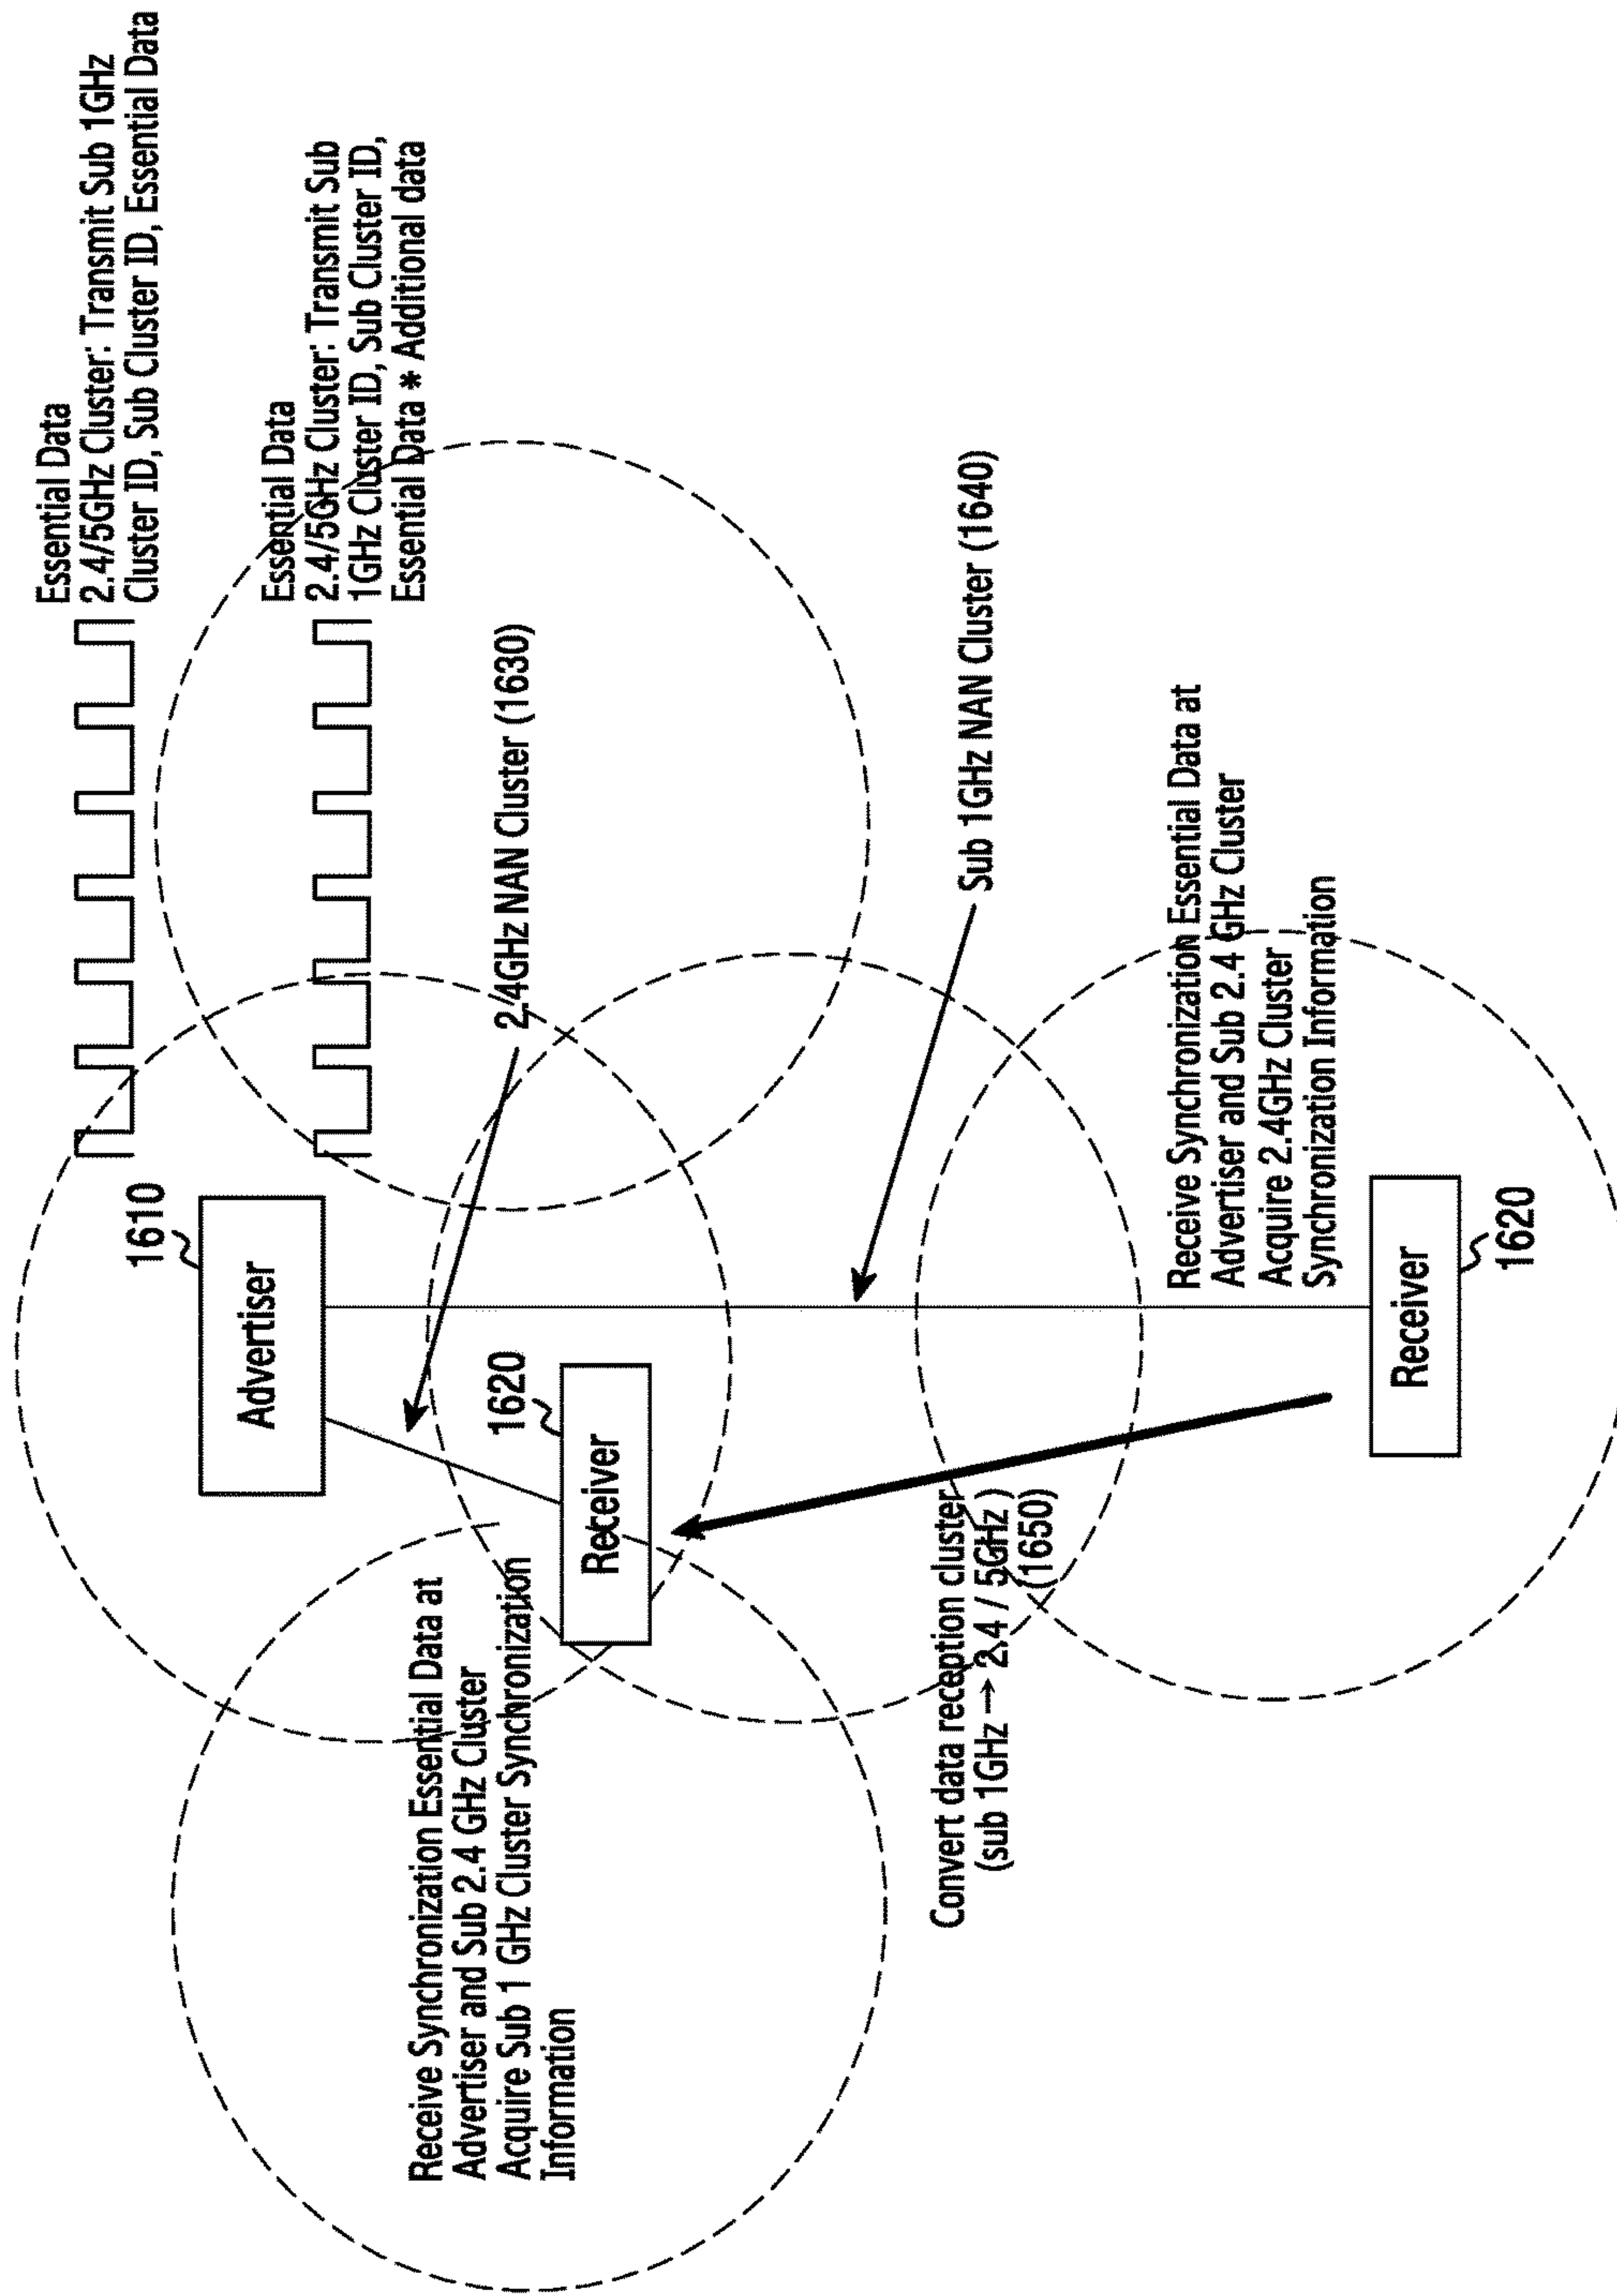 Essential Data
2.4/5GHz Cluster: Transmit Sub 1GHz
Cluster ID, Sub Cluster ID, Essential Data
Essential Data
2.4/5GHz Cluster: Transmit Sub
1GHz Cluster ID, Sub Cluster ID,
Essential Data * Additional data
1610
Advertiser
2.4GHz NAN Cluster (1630)
Receive Synchronization Essential Data at
Advertiser and Sub 2.4 GHz Cluster
Acquire Sub 1 GHz Cluster Synchronization
Information
1620
Receiver
Sub 1GHz NAN Cluster (1640)
Convert data reception cluster
(sub 1GHz → 2.4 / 5GHz )
(1650)
Receive Synchronization Essential Data at
Advertiser and Sub 2.4 GHz Cluster
Acquire 2.4GHz Cluster
Synchronization Information
Receiver
1620